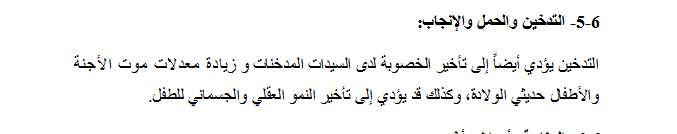 5-6- التدخين والحمل والإنجاب:
التدخين يؤدي أيضاً إلى تأخير الخصوبة لدى السيدات المدخنات و زيادة معدلات موت الأجنة
والأطفال حديثي الولادة، وكذلك قد يؤدي إلى تأخير النمو العقلي والجسماني للطفل.